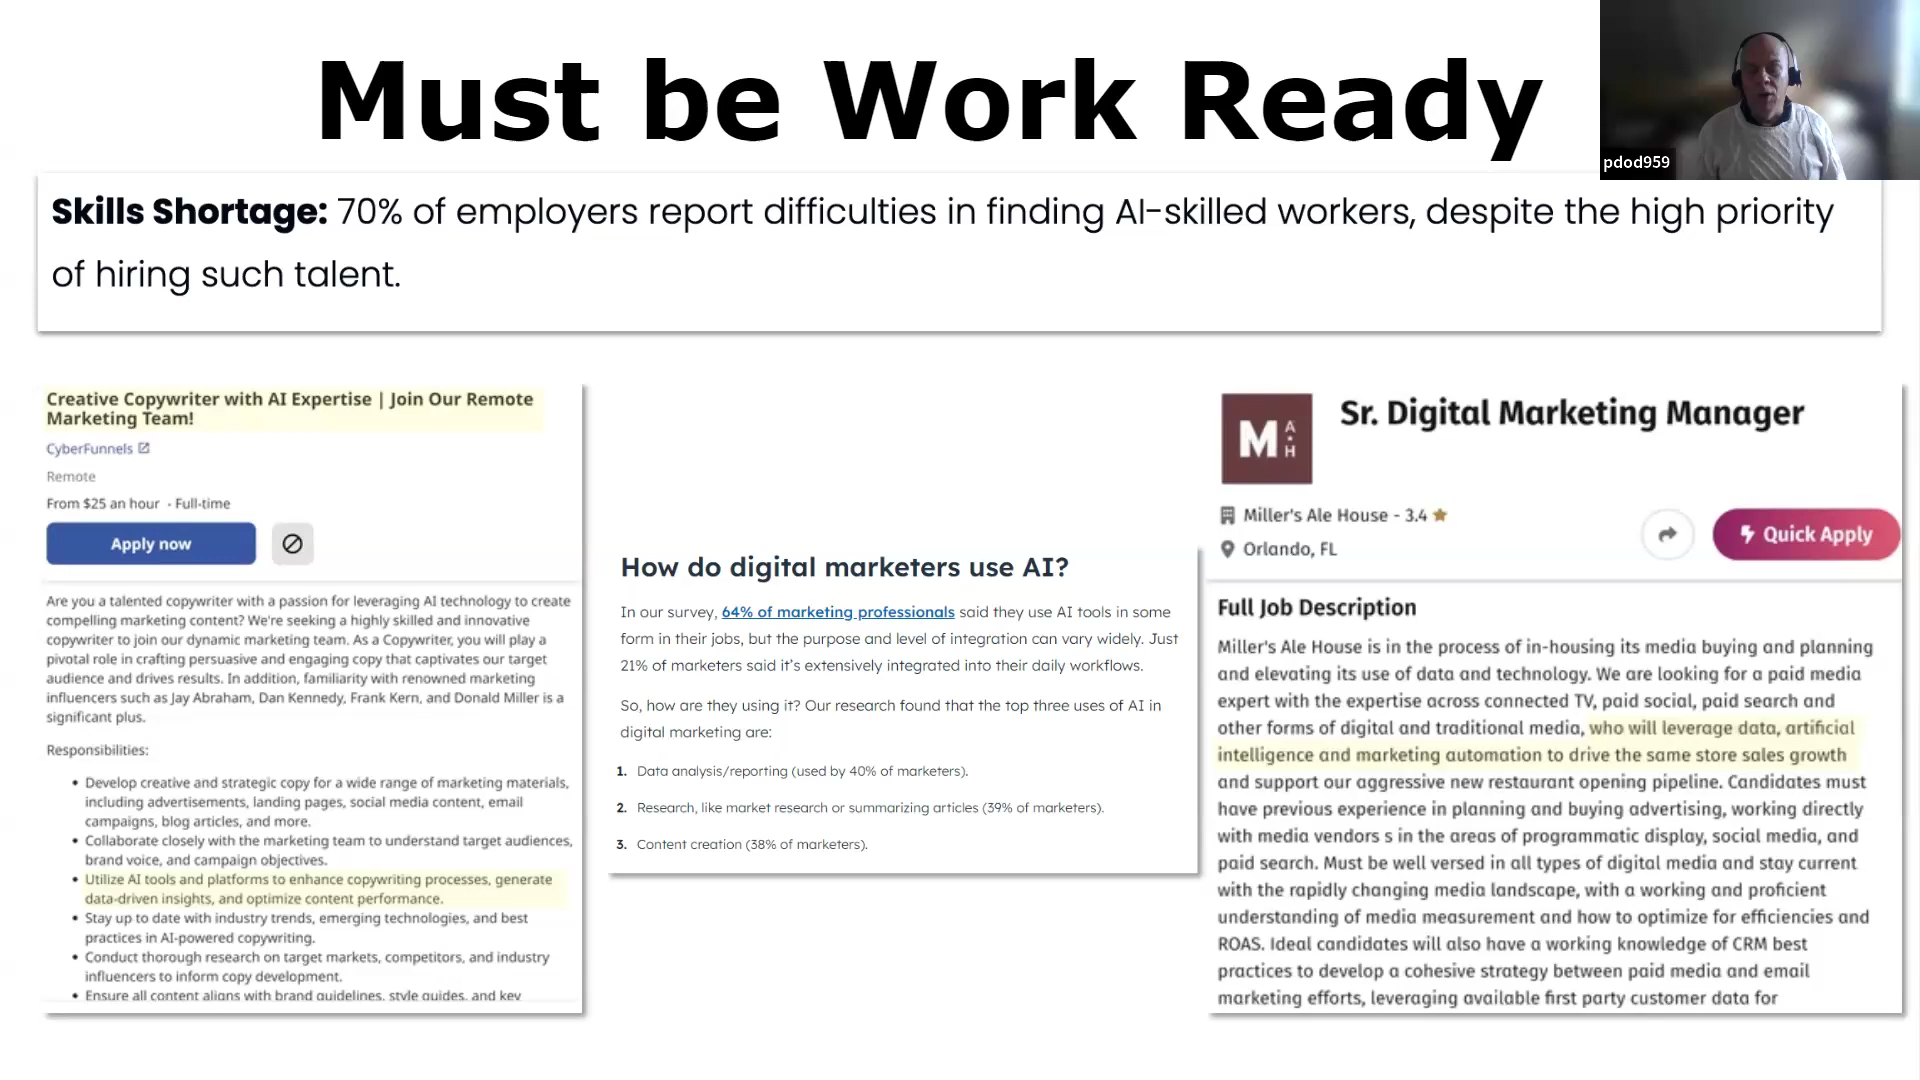 Must be Work Ready
pdod959
Skills Shortage: 70% of employers report difficulties in finding AI-skilled workers, despite the high priority
of hiring such talent.
Creative Copywriter with AI Expertise | Join Our Remote
Marketing Team!
CyberFunnels
Remote
From $25 an hour · Full-time
Apply now
Are you a talented copywriter with a passion for leveraging AI technology to create
compelling marketing content? We're seeking a highly skilled and innovative
copywriter to join our dynamic marketing team. As a Copywriter, you will play a
pivotal role in crafting persuasive and engaging copy that captivates our target
audience and drives results. In addition, familiarity with renowned marketing
influencers such as Jay Abraham, Dan Kennedy, Frank Kern, and Donald Miller is a
significant plus.
Responsibilities:
• Develop creative and strategic copy for a wide range of marketing materials,
including advertisements, landing pages, social media content, email
campaigns, blog articles, and more.
• Collaborate closely with the marketing team to understand target audiences,
brand voice, and campaign objectives.
• Utilize AI tools and platforms to enhance copywriting processes, generate
data-driven insights, and optimize content performance.
• Stay up to date with industry trends, emerging technologies, and best
practices in AI-powered copywriting.
• Conduct thorough research on target markets, competitors, and industry
influencers to inform copy development.
• Ensure all content aligns with brand guidelines, style guides, and key
How do digital marketers use AI?
In our survey, 64% of marketing professionals said they use AI tools in some
form in their jobs, but the purpose and level of integration can vary widely. Just
21% of marketers said it’s extensively integrated into their daily workflows.
So, how are they using it? Our research found that the top three uses of AI in
digital marketing are:
1. Data analysis/reporting (used by 40% of marketers).
2. Research, like market research or summarizing articles (39% of marketers).
3. Content creation (38% of marketers).
M A•H
Sr. Digital Marketing Manager
Miller's Ale House - 3.4 ★
Orlando, FL
Quick Apply
Full Job Description
Miller's Ale House is in the process of in-housing its media buying and planning
and elevating its use of data and technology. We are looking for a paid media
expert with the expertise across connected TV, paid social, paid search and
other forms of digital and traditional media, who will leverage data, artificial
intelligence and marketing automation to drive the same store sales growth
and support our aggressive new restaurant opening pipeline. Candidates must
have previous experience in planning and buying advertising, working directly
with media vendors s in the areas of programmatic display, social media, and
paid search. Must be well versed in all types of digital media and stay current
with the rapidly changing media landscape, with a working and proficient
understanding of media measurement and how to optimize for efficiencies and
ROAS. Ideal candidates will also have a working knowledge of CRM best
practices to develop a cohesive strategy between paid media and email
marketing efforts, leveraging available first party customer data for